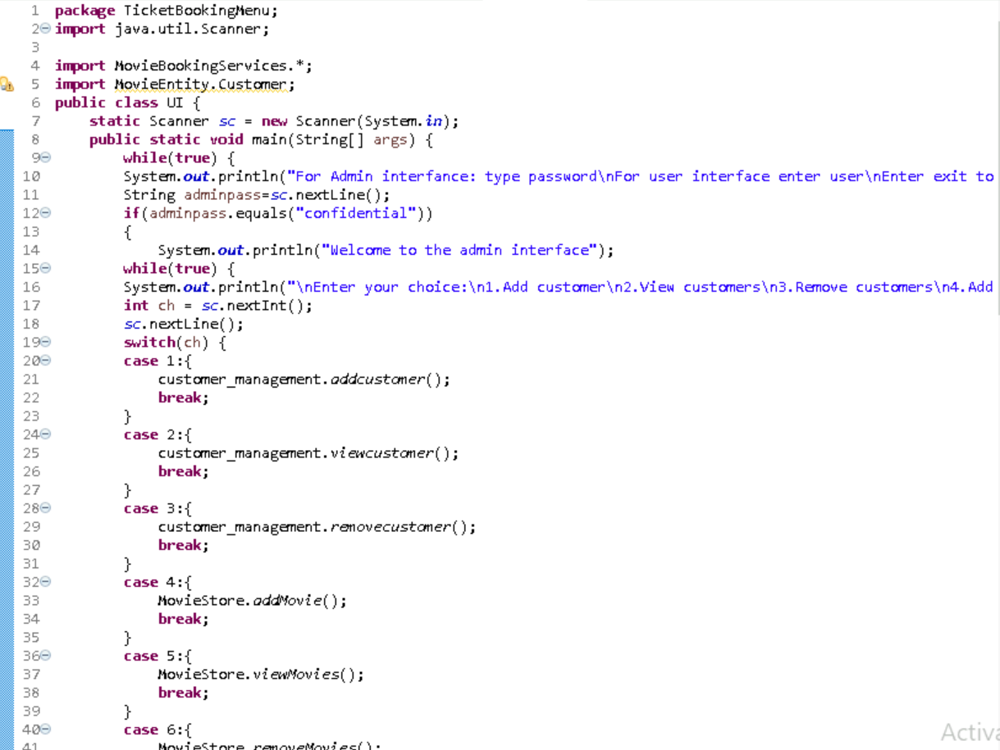 1 package TicketBookingMenu;
2 import java.util.Scanner;
3
4 import MovieBookingServices.*;
5 import MovieEntity.Customer;
6 public class UI {
7 static Scanner sc = new Scanner(System.in);
8 public static void main(String[] args) {
9 while(true) {
10 System.out.println("For Admin interfance: type password\nFor user interface enter user\nEnter exit to
11 String adminpass=sc.nextLine();
12 if(adminpass.equals("confidential"))
13 {
14 System.out.println("Welcome to the admin interface");
15 while(true) {
16 System.out.println("\nEnter your choice:\n1.Add customer\n2.View customers\n3.Remove customers\n4.Add
17 int ch = sc.nextInt();
18 sc.nextLine();
19 switch(ch) {
20 case 1:{
21 customer_management.addcustomer();
22 break;
23 }
24 case 2:{
25 customer_management.viewcustomer();
26 break;
27 }
28 case 3:{
29 customer_management.removecustomer();
30 break;
31 }
32 case 4:{
33 MovieStore.addMovie();
34 break;
35 }
36 case 5:{
37 MovieStore.viewMovies();
38 break;
39 }
40 case 6:{
41 MovieStore.removeMovies();
Activa